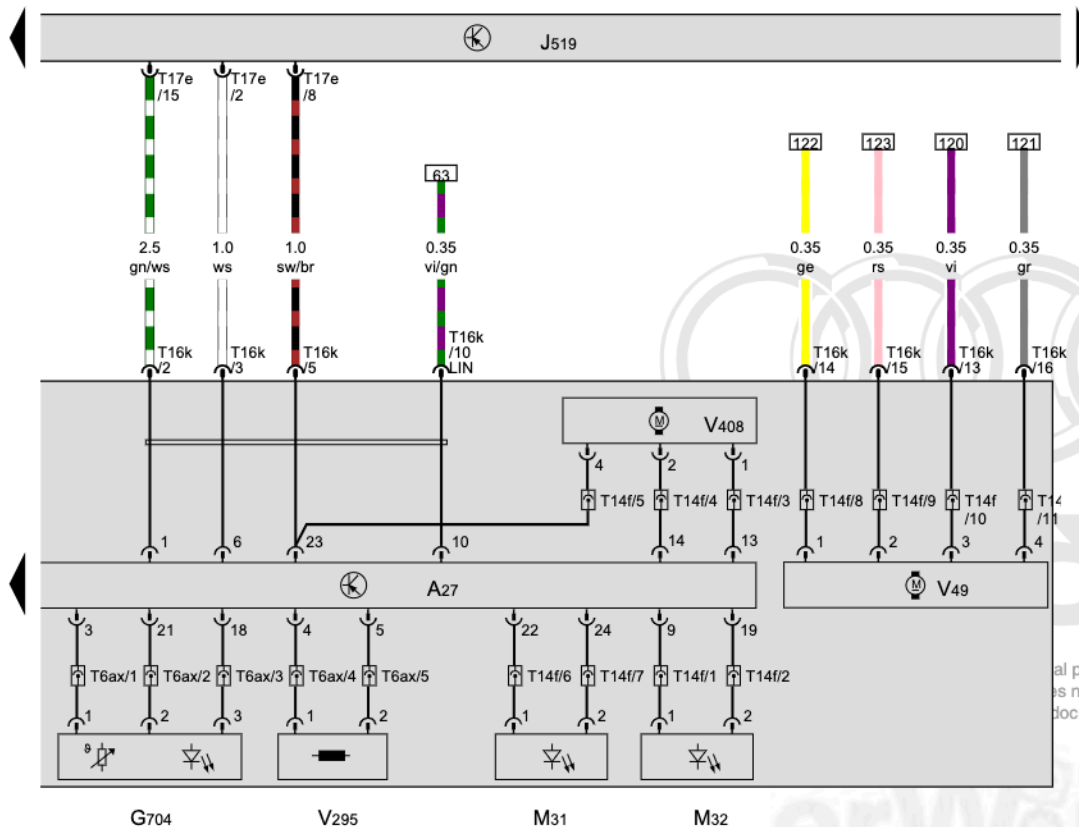 J519
T17e T17e T17e
/15 /2 /8
122 123 120 121
63
2.5 1.0 1.0 0.35 0.35 0.35 0.35 0.35
gn/ws ws sw/br vi/gn ge rs vi gr
T16k
T16k T16k T16k /10 T16k T16k T16k T16k
/2 /3 /5 LIN /14 /15 /13 /16
M V408
4 2 1
T14f/5 T14f/4 T14f/3 T14f/8 T14f/9 T14f T14
/10 /11
1 6 23 10 14 13 1 2 3 4
A27 M V49
3 21 18 4 5 22 24 9 19
T6ax/1 T6ax/2 T6ax/3 T6ax/4 T6ax/5 T14f/6 T14f/7 T14f/1 T14f/2
al p
es n
doc
1 2 3 1 2 1 2 1 2
ϑ
G704 V295 M31 M32